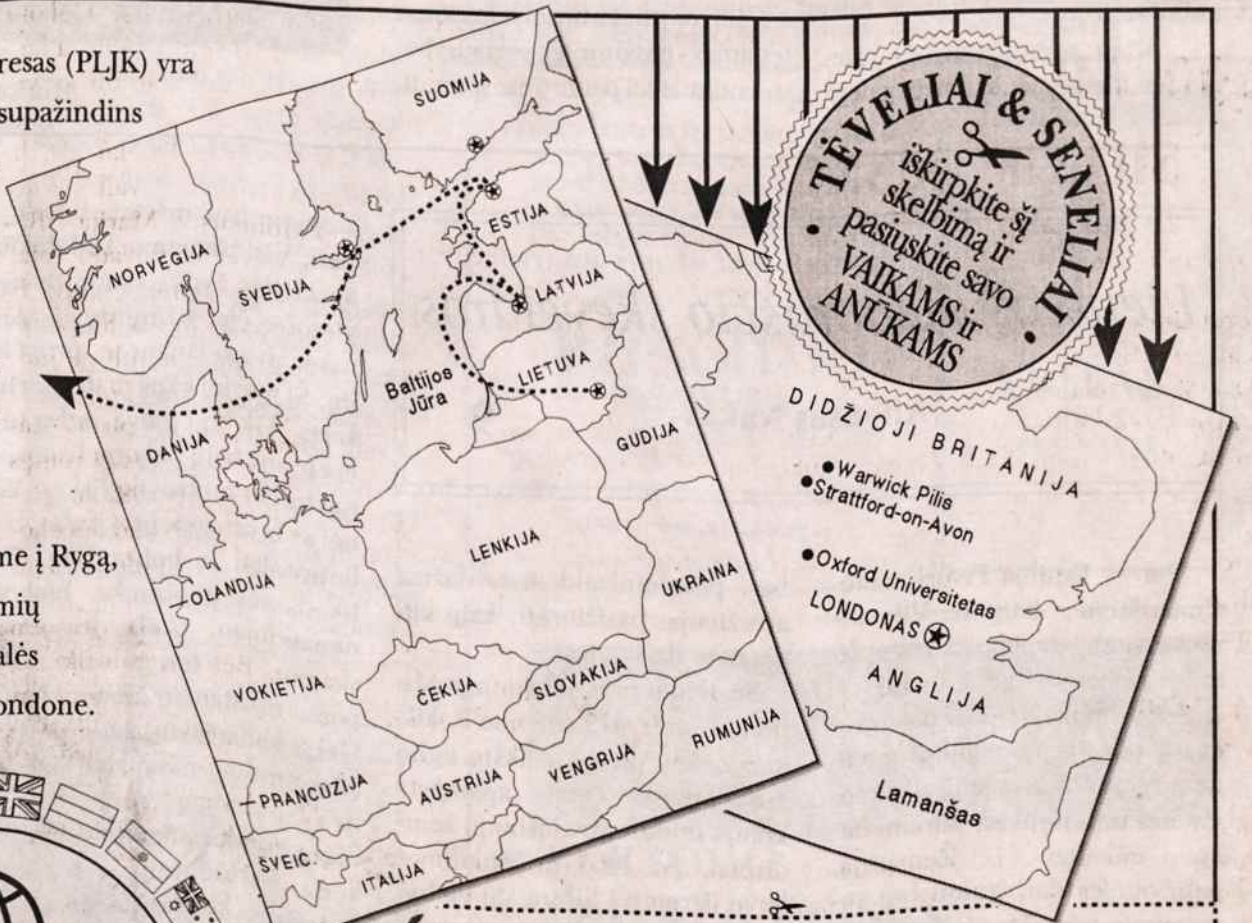 resas (PLJK) yra
supažindins
me į Rygą,
mių
alės
ondone.
SUOMIJA
NORVEGIJA
ŠVEDIJA
ESTIJA
LATVIJA
LIETUVA
Baltijos
Jūra
DANIJA
GUDIJA
LENKIJA
OLANDIJA
UKRAINA
VOKIETIJA
ČEKIJA
SLOVAKIJA
PRANCŪZIJA
AUSTRIJA
VENGRIJA
RUMUNIJA
ŠVEIC.
ITALIJA
• TĖVELIAI & SENELIAI •
iškirpkite šį
skelbimą ir
pasiųskite savo
VAIKAMS ir
ANŪKAMS
DIDŽIOJI BRITANIJA
Warwick Pilis
Strattford-on-Avon
Oxford Universitetas
LONDONAS
ANGLIJA
Lamanšas